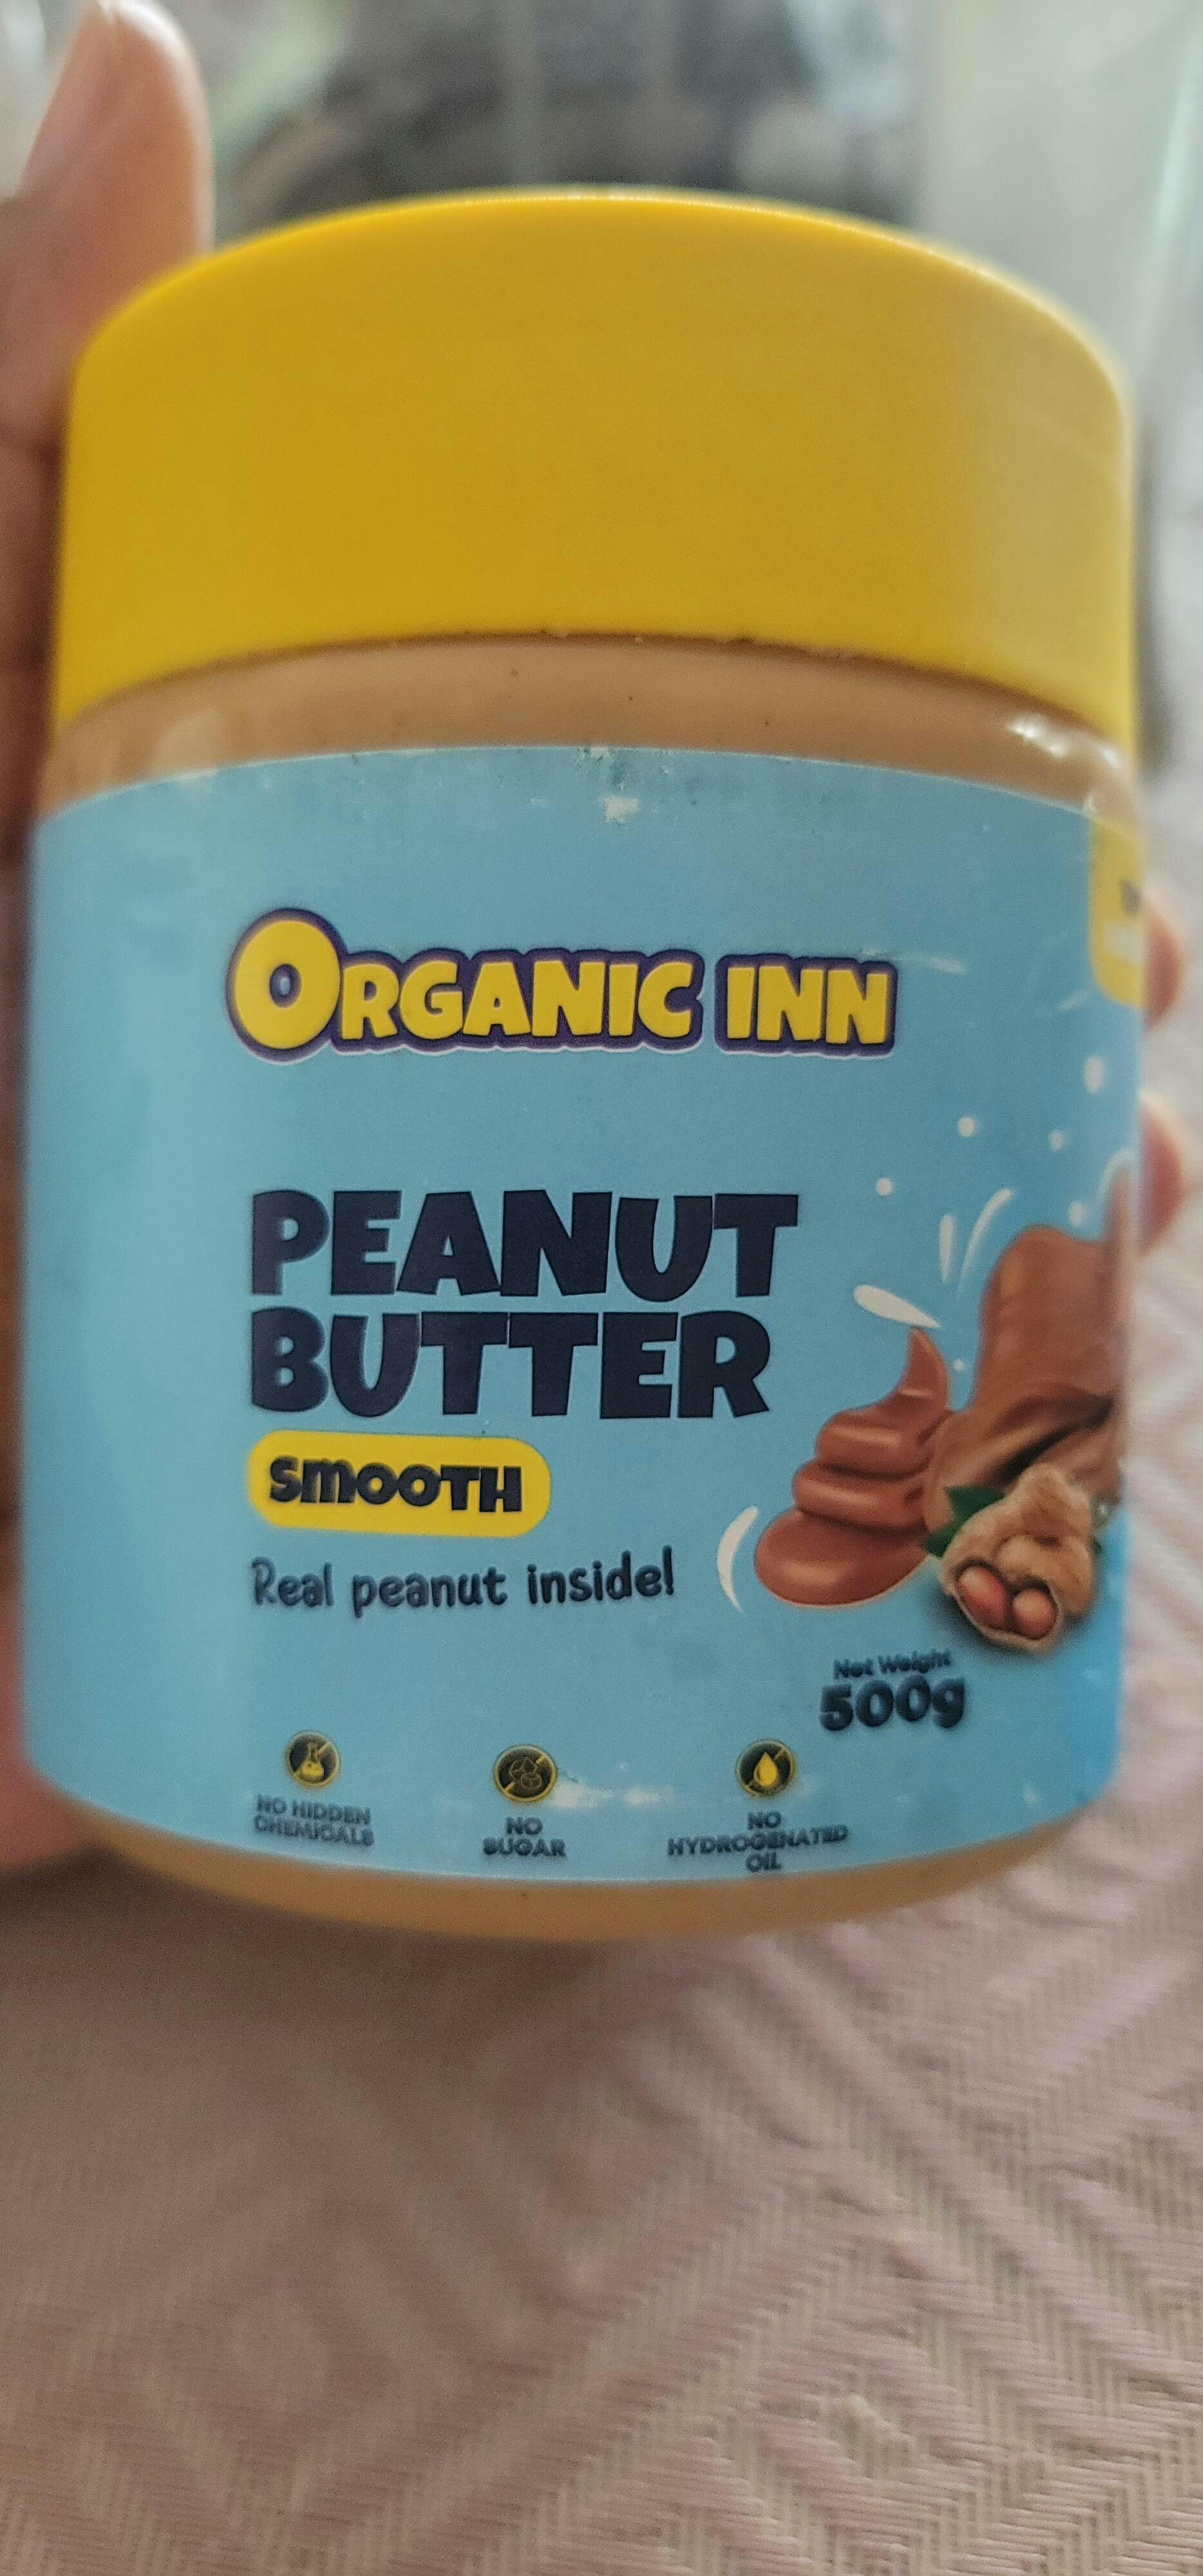 ORGANIC INN
PEANUT
BUTTER
SMOOTH
Real peanut inside!
Net Weight
500g
NO HIDDEN
CHEMICALS
NO
SUGAR
NO
HYDROGENATED
OIL